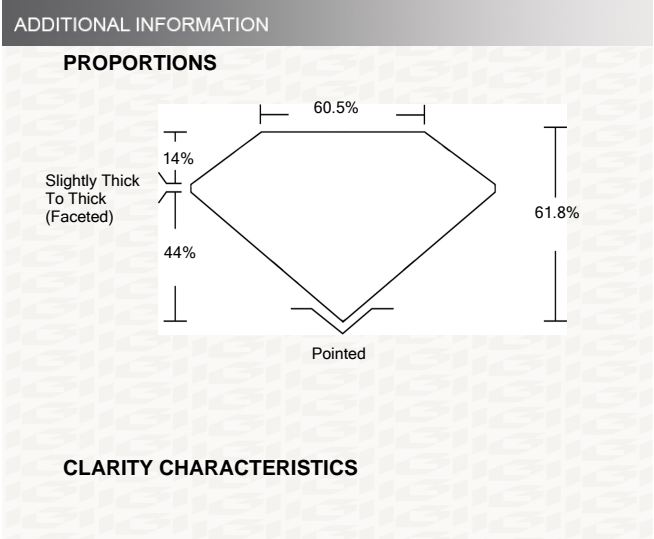 ADDITIONAL INFORMATION
PROPORTIONS
60.5%
14%
Slightly Thick
To Thick
(Faceted)
61.8%
44%
Pointed
CLARITY CHARACTERISTICS